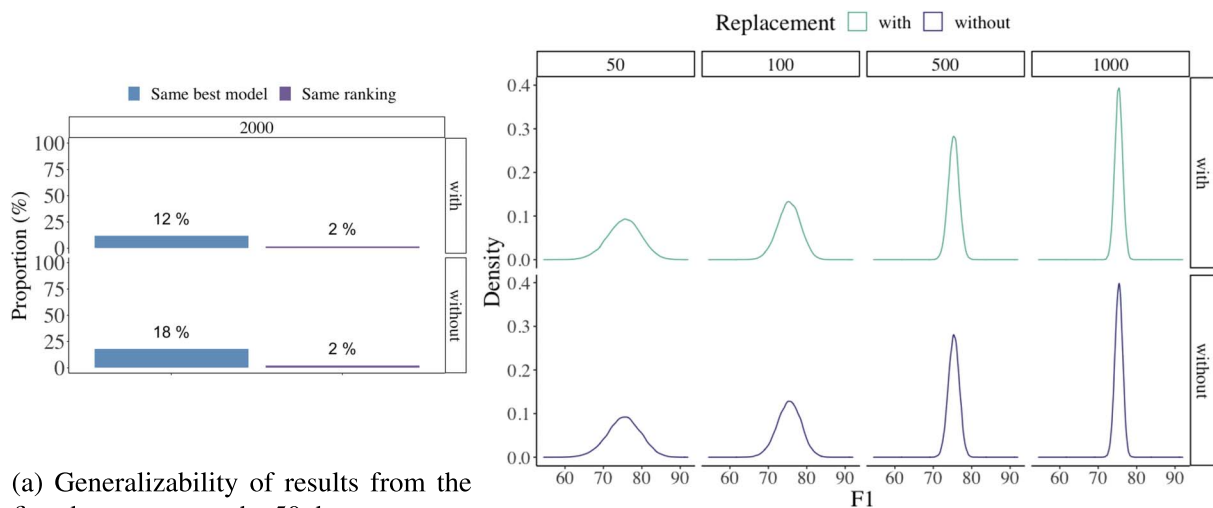 Same best model Same ranking
2000
Proportion (%)
100
75
50
25
0
12 %
2 %
with
100
75
50
25
0
18 %
2 %
without
(a) Generalizability of results from the
Replacement with without
50 100 500 1000
Density
0.4
0.3
0.2
0.1
0.0
with
0.4
0.3
0.2
0.1
0.0
without
60 70 80 90 60 70 80 90 60 70 80 90 60 70 80 90
F1